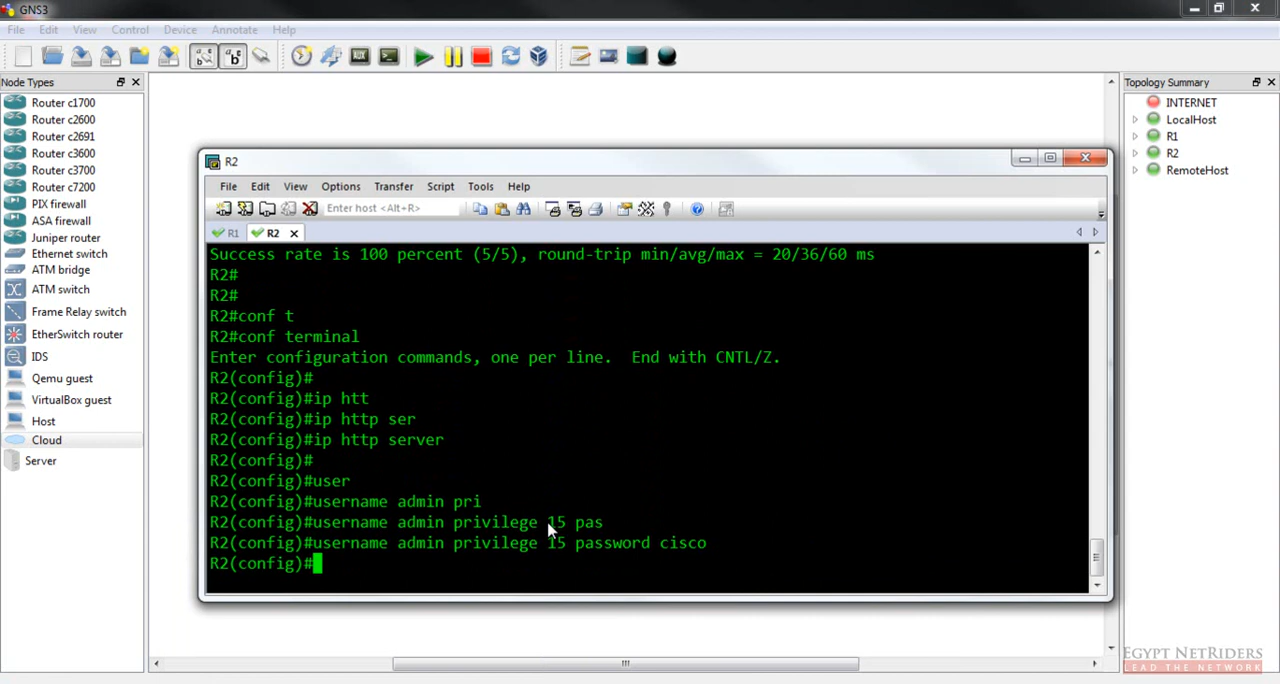 GNS3
File Edit View Control Device Annotate Help
Node Types
Router c1700
Router c2600
Router c2691
Router c3600
Router c3700
Router c7200
PIX firewall
ASA firewall
Juniper router
Ethernet switch
ATM bridge
ATM switch
Frame Relay switch
EtherSwitch router
IDS
Qemu guest
VirtualBox guest
Host
Cloud
Server
R2
File Edit View Options Transfer Script Tools Help
Enter host <Alt+R>
R1 R2
Success rate is 100 percent (5/5), round-trip min/avg/max = 20/36/60 ms
R2#
R2#
R2#conf t
R2#conf terminal
Enter configuration commands, one per line.  End with CNTL/Z.
R2(config)#
R2(config)#ip htt
R2(config)#ip http ser
R2(config)#ip http server
R2(config)#
R2(config)#user
R2(config)#username admin pri
R2(config)#username admin privilege 15 pas
R2(config)#username admin privilege 15 password cisco
R2(config)#
Topology Summary
INTERNET
LocalHost
R1
R2
RemoteHost
EGYPT NETRIDERS
LEAD THE NETWORK